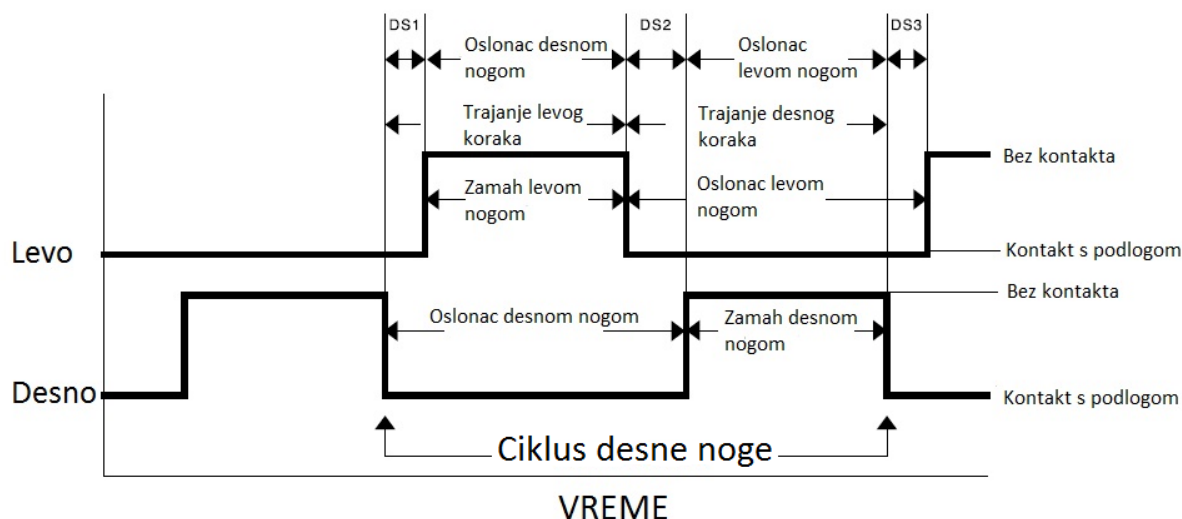 DS1
DS2
DS3
Oslonac desnom
nogom
Oslonac
levom nogom
Trajanje levog
koraka
Trajanje desnog
koraka
Bez kontakta
Zamah levom
nogom
Oslonac levom
nogom
Levo
Kontakt s podlogom
Bez kontakta
Oslonac desnom nogom
Zamah desnom
nogom
Desno
Kontakt s podlogom
Ciklus desne noge
VREME